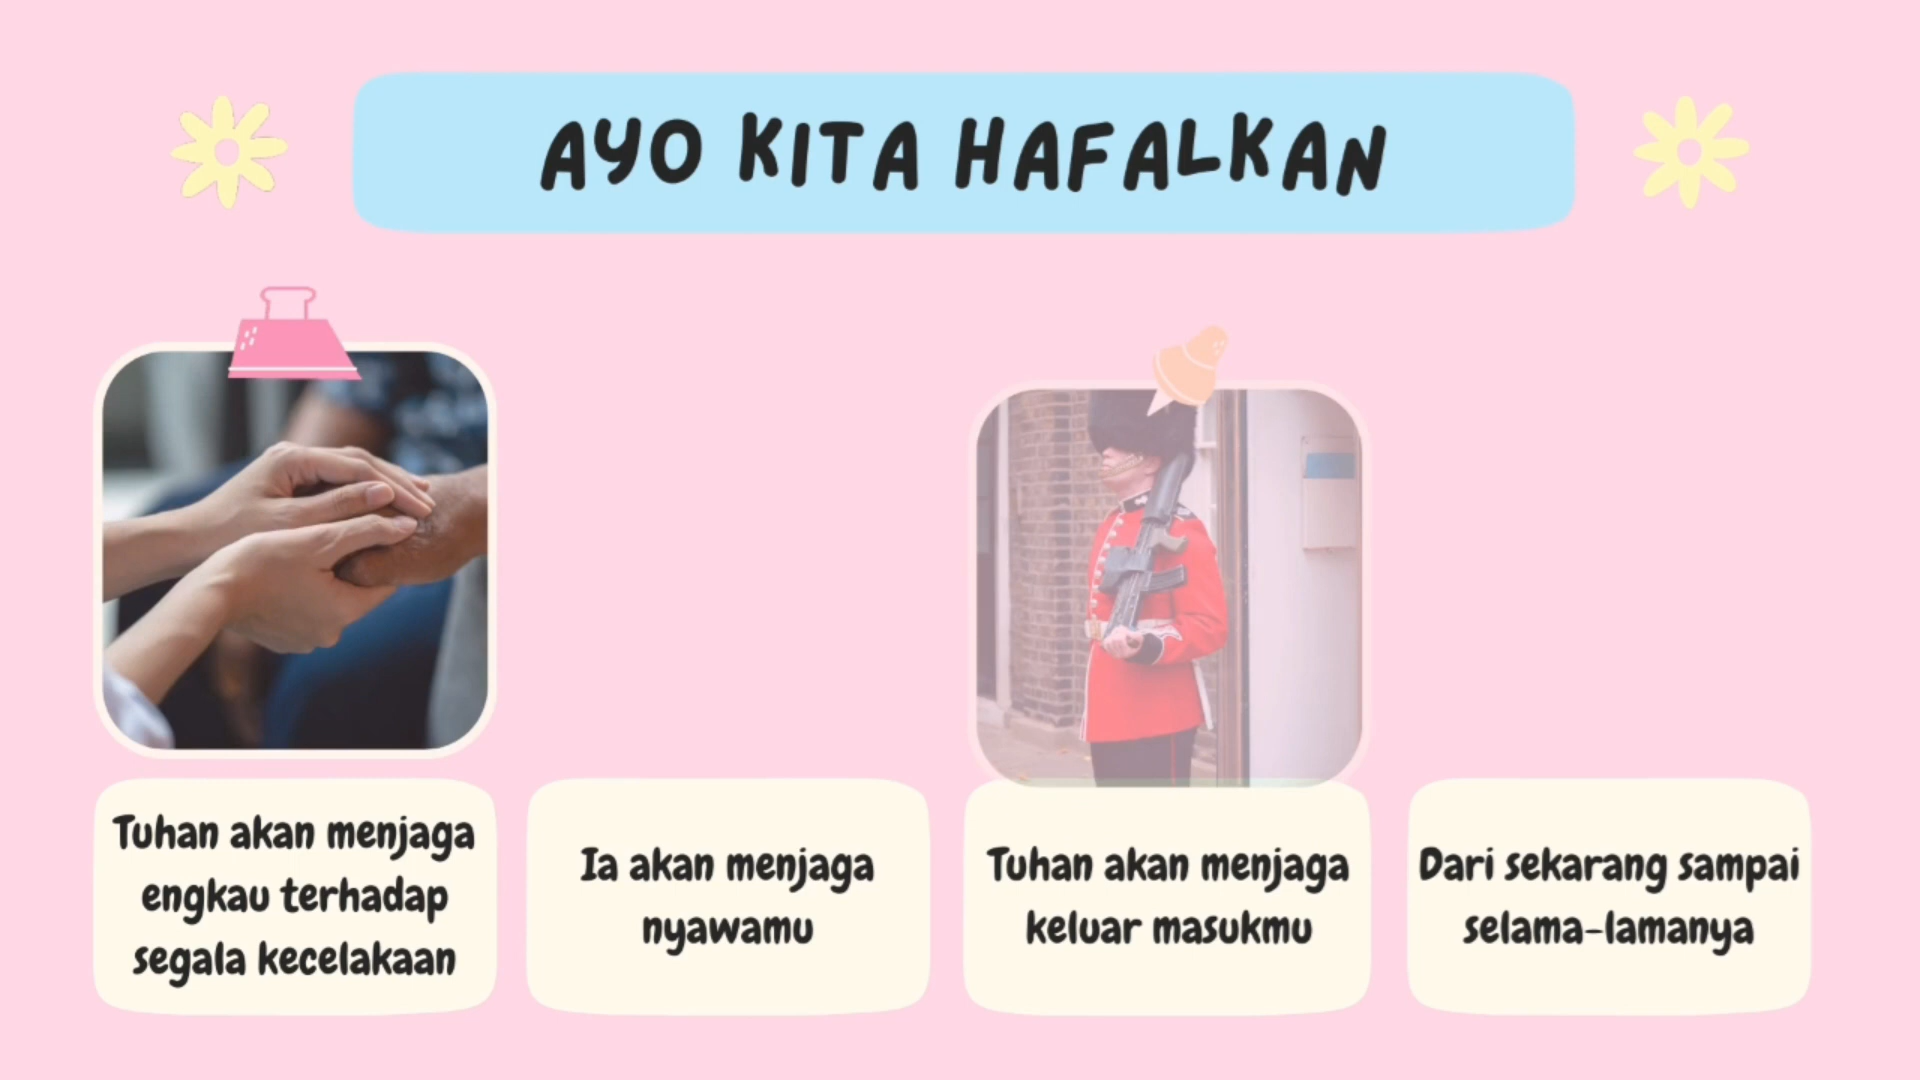 AYO KITA HAFALKAN
Tuhan akan menjaga
engkau terhadap
segala kecelakaan
Ia akan menjaga
nyawamu
Tuhan akan menjaga
keluar masukmu
Dari sekarang sampai
selama-lamanya